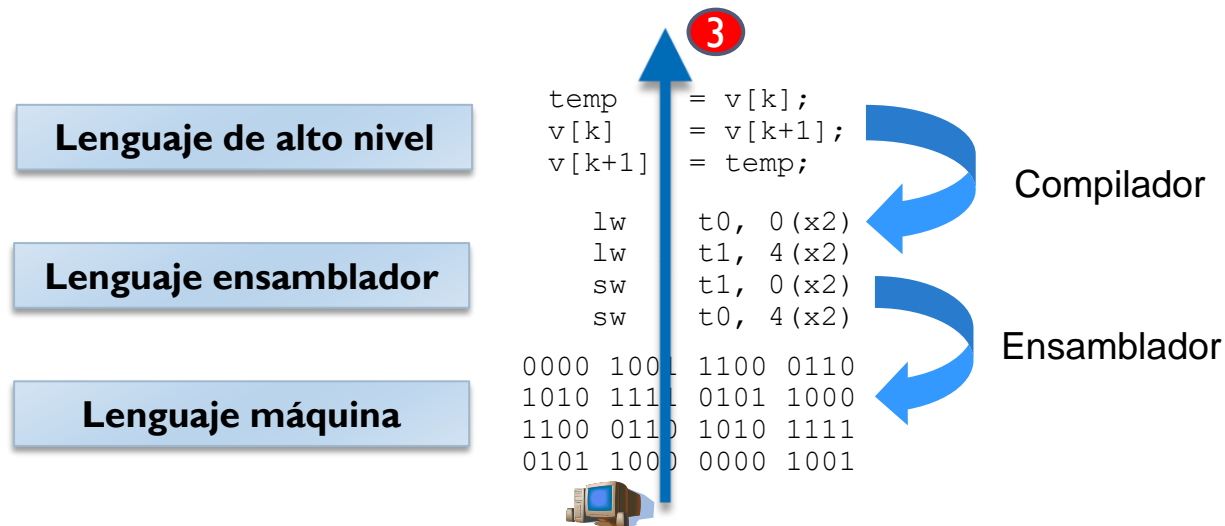 3
Lenguaje de alto nivel
temp = v[k];
v[k] = v[k+1];
v[k+1] = temp;
Compilador
Lenguaje ensamblador
lw t0, 0(x2)
lw t1, 4(x2)
sw t1, 0(x2)
sw t0, 4(x2)
Ensamblador
Lenguaje máquina
0000 1001 1100 0110
1010 1111 0101 1000
1100 0110 1010 1111
0101 1000 0000 1001